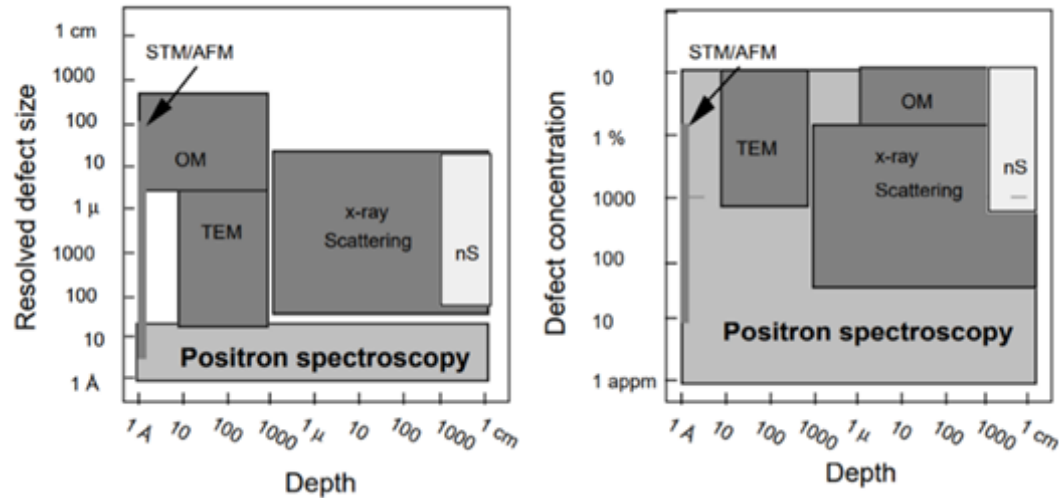 Resolved defect size
1 cm
1000
100
10
1 μ
1000
100
10
1 Å
STM/AFM
OM
TEM
x-ray
Scattering
nS
Positron spectroscopy
1 Å
10
100
1000
1 μ
10
100
1000
1 cm
Depth
Defect concentration
10
1 %
1000
100
10
1 appm
STM/AFM
OM
TEM
x-ray
Scattering
nS
Positron spectroscopy
1 Å
10
100
1000
1 μ
10
100
1000
1 cm
Depth